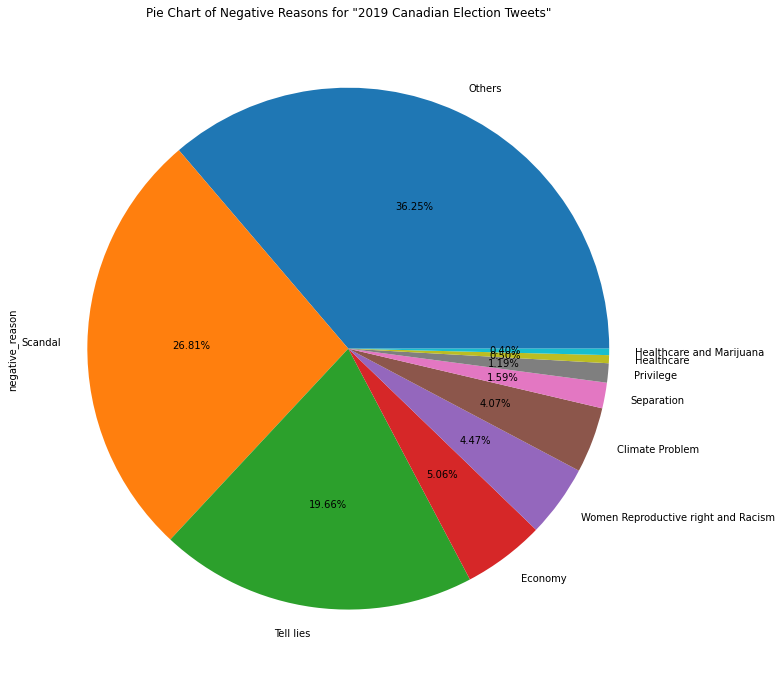 Pie Chart of Negative Reasons for "2019 Canadian Election Tweets"
Others
36.25%
negative_reason
Scandal
26.81%
0.40%
Healthcare and Marijuana
0.50%
Healthcare
1.19%
Privilege
1.59%
Separation
4.07%
Climate Problem
4.47%
Women Reproductive right and Racism
5.06%
Economy
19.66%
Tell lies